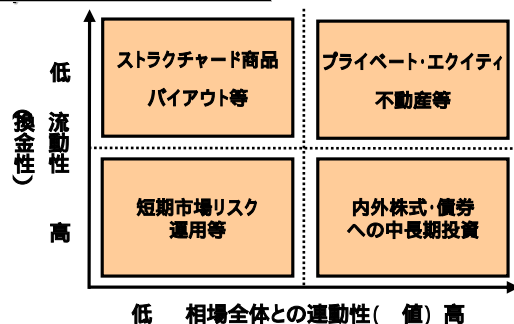 ストラクチャード商品
バイアウト等
プライベート・エクイティ
不動産等
低
流動性
(換金性)
高
短期市場リスク
運用等
内外株式・債券
への中長期投資
低 相場全体との連動性( 値) 高